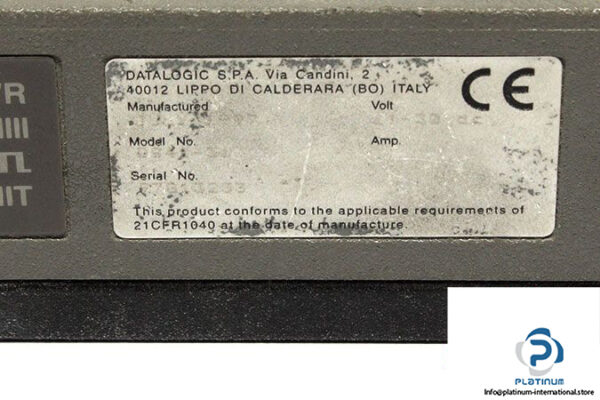 DATALOGIC S.P.A. Via Candini, 2
40012 LIPPO DI CALDERARA (BO) ITALY
CE
Manufactured Volt
Model No. Amp.
Serial No.
This product conforms to the applicable requirements of
21CFR1040 at the date of manufacture.
PLATINUM
Info@platinum-international.store